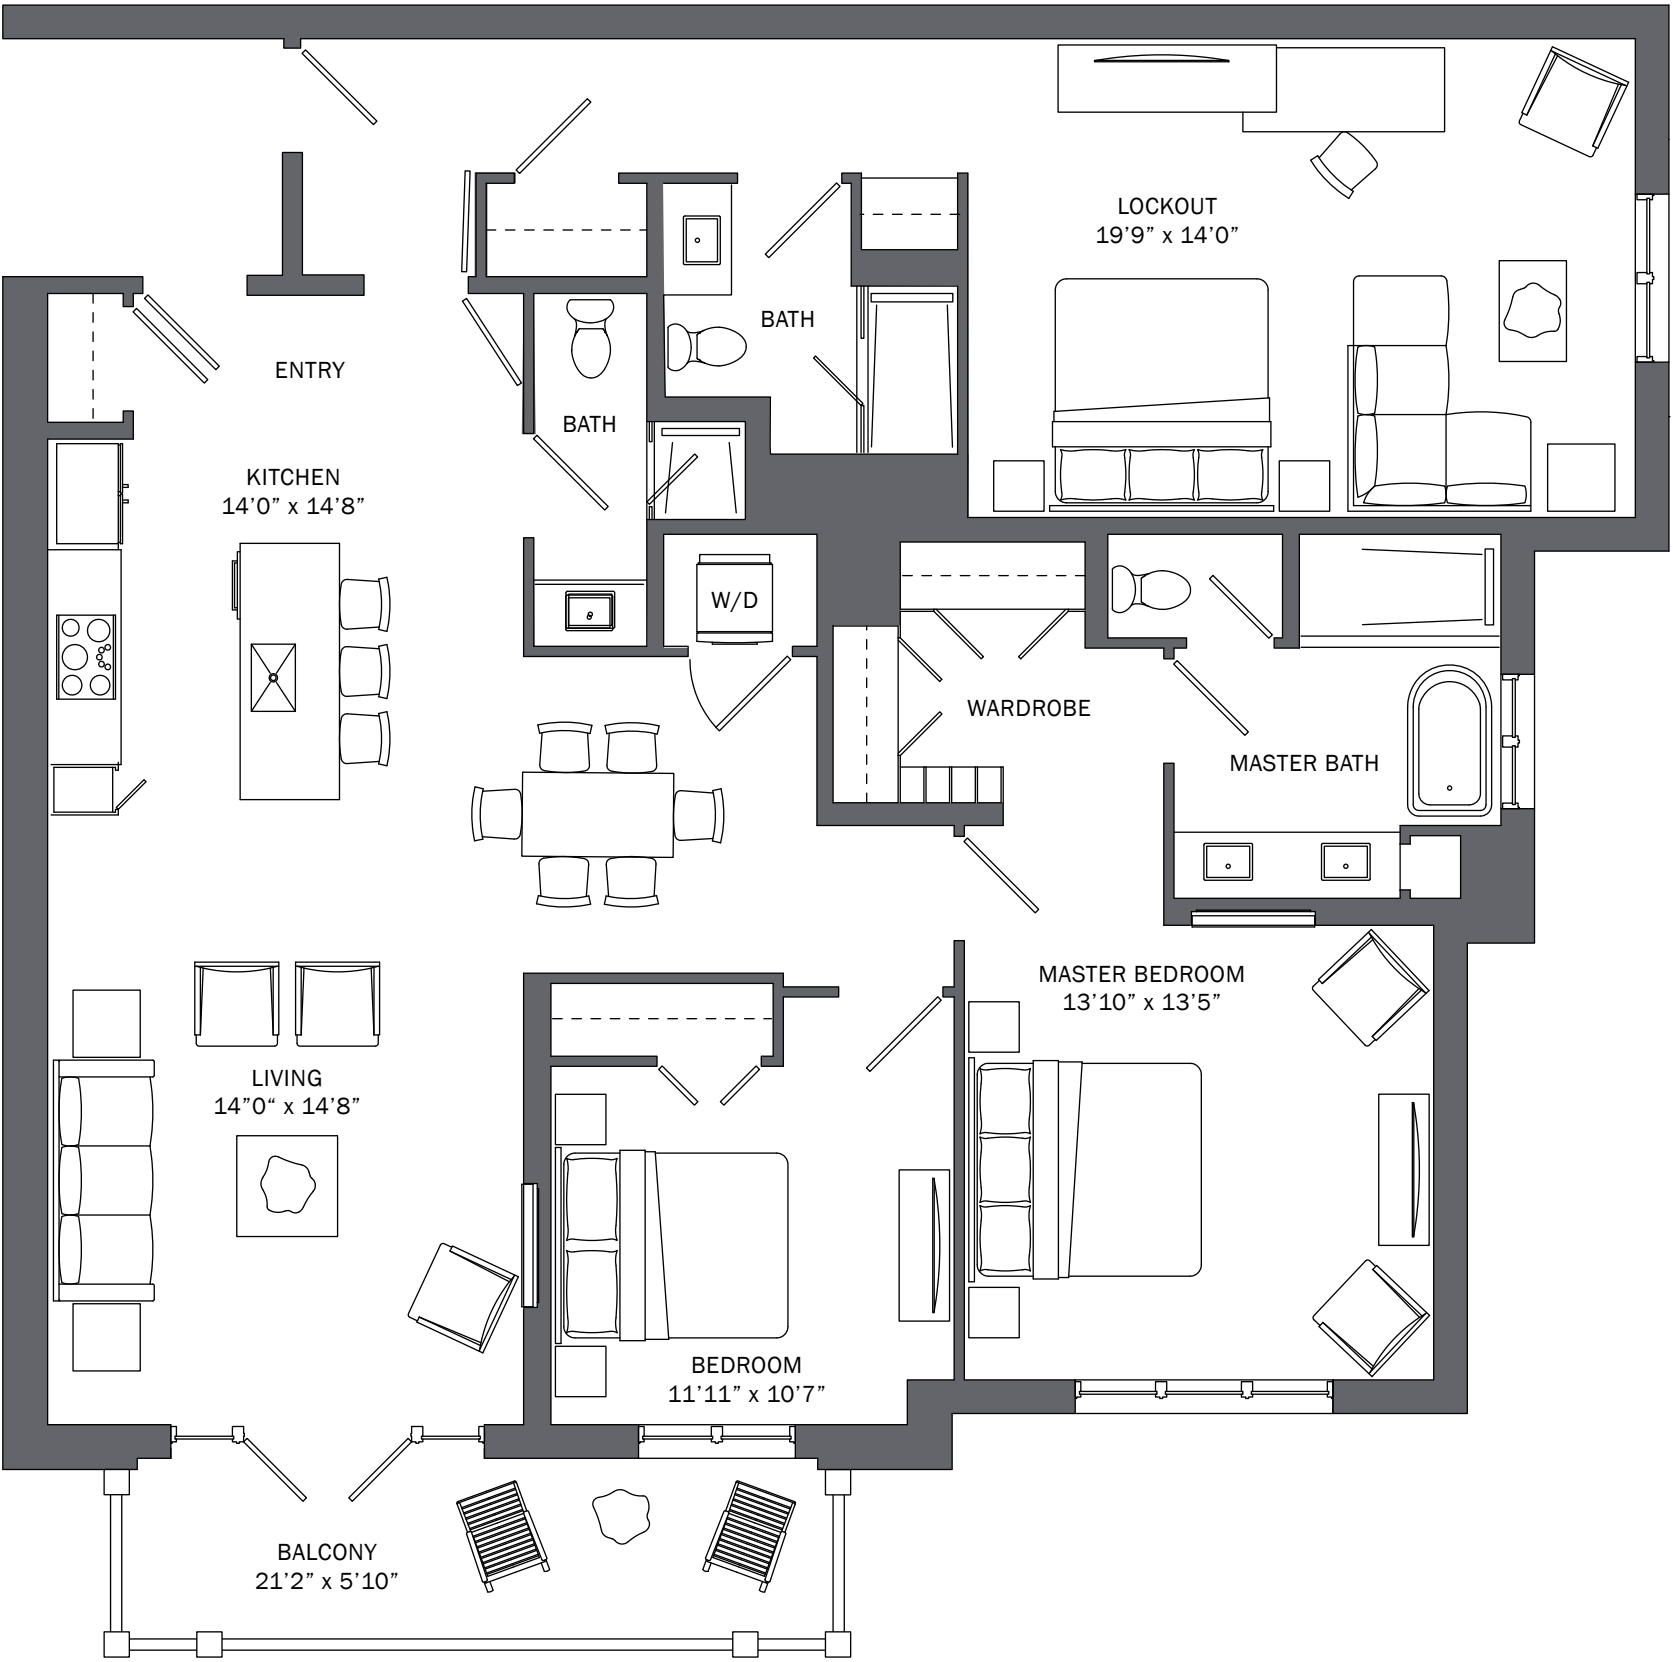 LOCKOUT
19’9” x 14’0”
BATH
ENTRY
BATH
KITCHEN
14’0” x 14’8”
W/D
WARDROBE
MASTER BATH
MASTER BEDROOM
13’10” x 13’5”
LIVING
14”0“ x 14’8”
BEDROOM
11’11” x 10’7”
BALCONY
21’2” x 5’10”